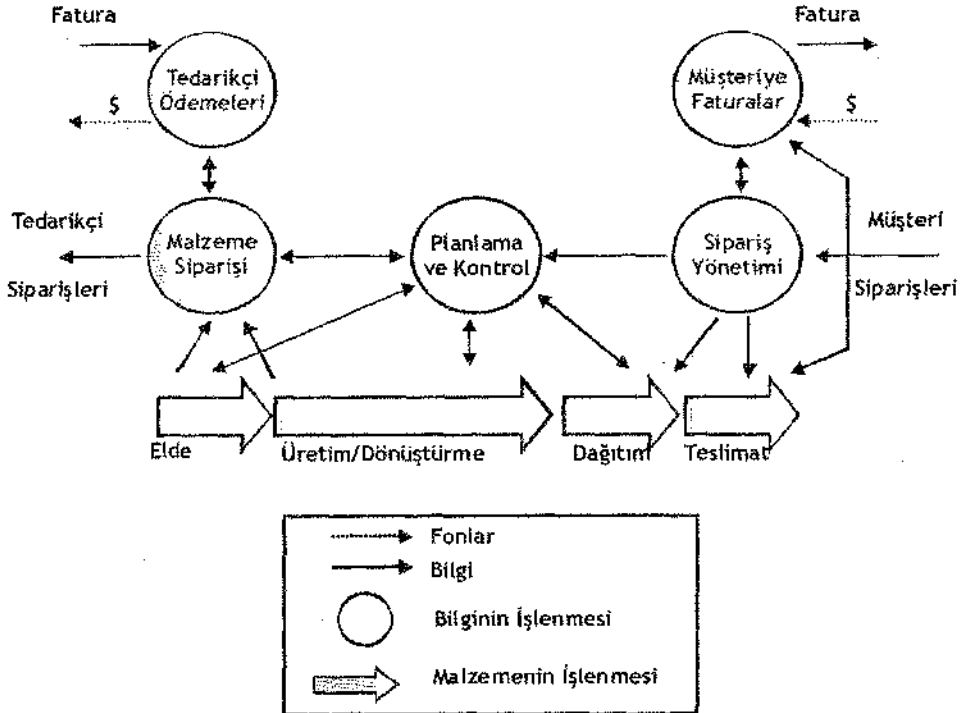 Fatura
Fatura
Tedarikçi
Ödemeleri
Müşteriye
Faturalar
$
$
Tedarikçi
Siparişleri
Malzeme
Siparişi
Planlama
ve Kontrol
Sipariş
Yönetimi
Müşteri
Siparişleri
Elde
Üretim/Dönüştürme
Dağıtım
Teslimat
Fonlar
Bilgi
Bilginin İşlenmesi
Malzemenin İşlenmesi